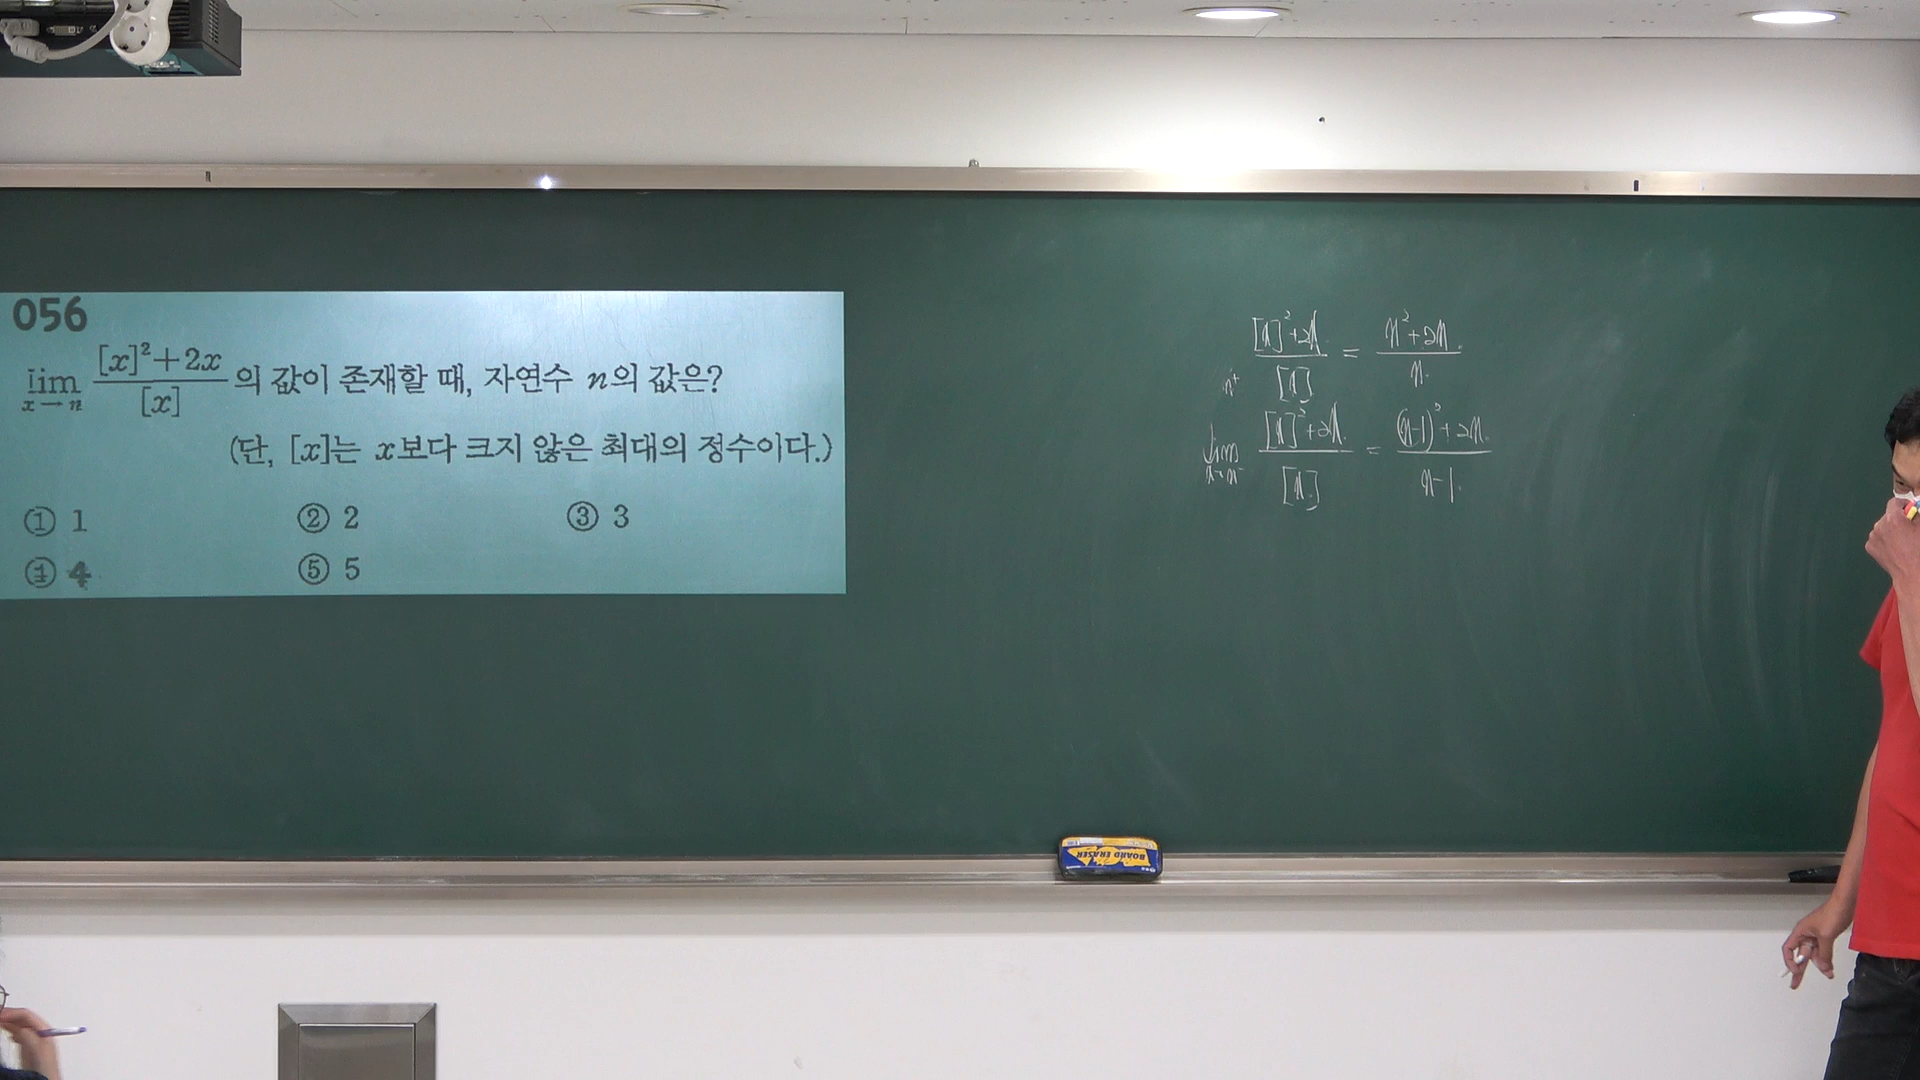 056
lim x→n [x]²+2x / [x] 의 값이 존재할 때, 자연수 n의 값은?
(단, [x]는 x보다 크지 않은 최대의 정수이다.)
① 1 ② 2 ③ 3
④ 4 ⑤ 5
n⁺ [x]²+2x / [x] = n²+2n / n
lim x→n⁻ [x]²+2x / [x] = (n-1)²+2n / n-1
BOARD ERASER